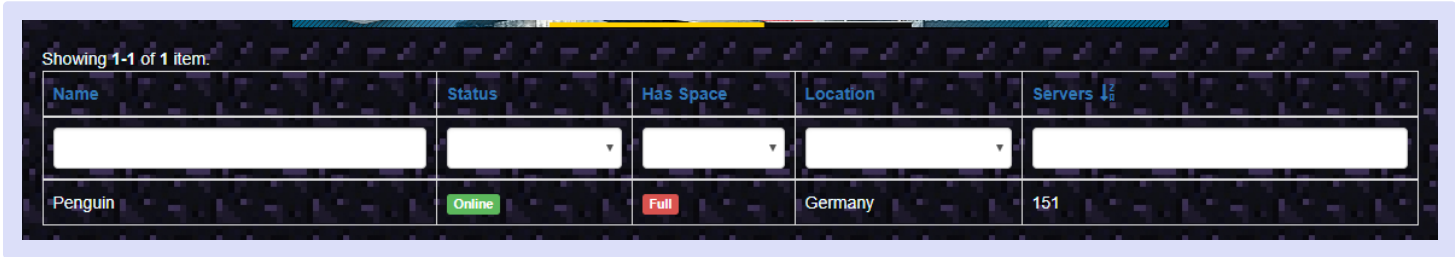 Showing 1-1 of 1 item.
Name Status Has Space Location Servers
Penguin Online Full Germany 151